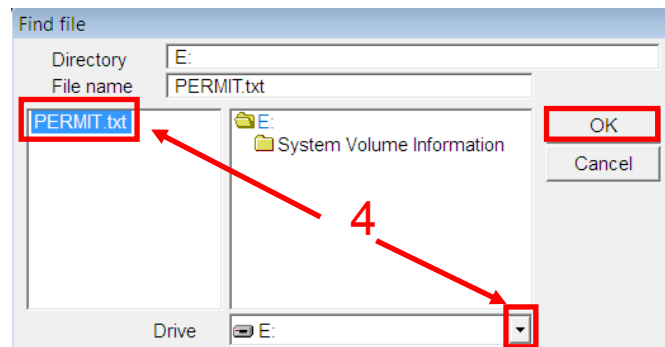 Find file
Directory E:
File name PERMIT.txt
PERMIT.txt E: OK
System Volume Information
Cancel
4
Drive E: